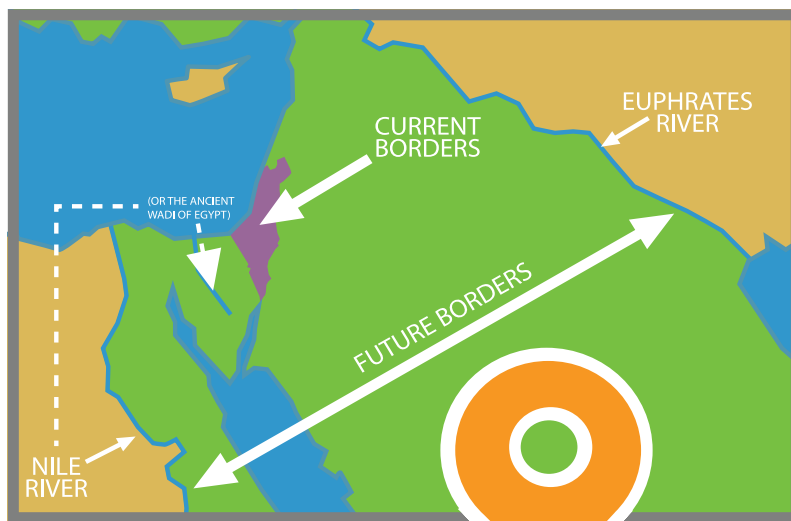 EUPHRATES
RIVER
CURRENT
BORDERS
(OR THE ANCIENT
WADI OF EGYPT)
FUTURE BORDERS
NILE
RIVER